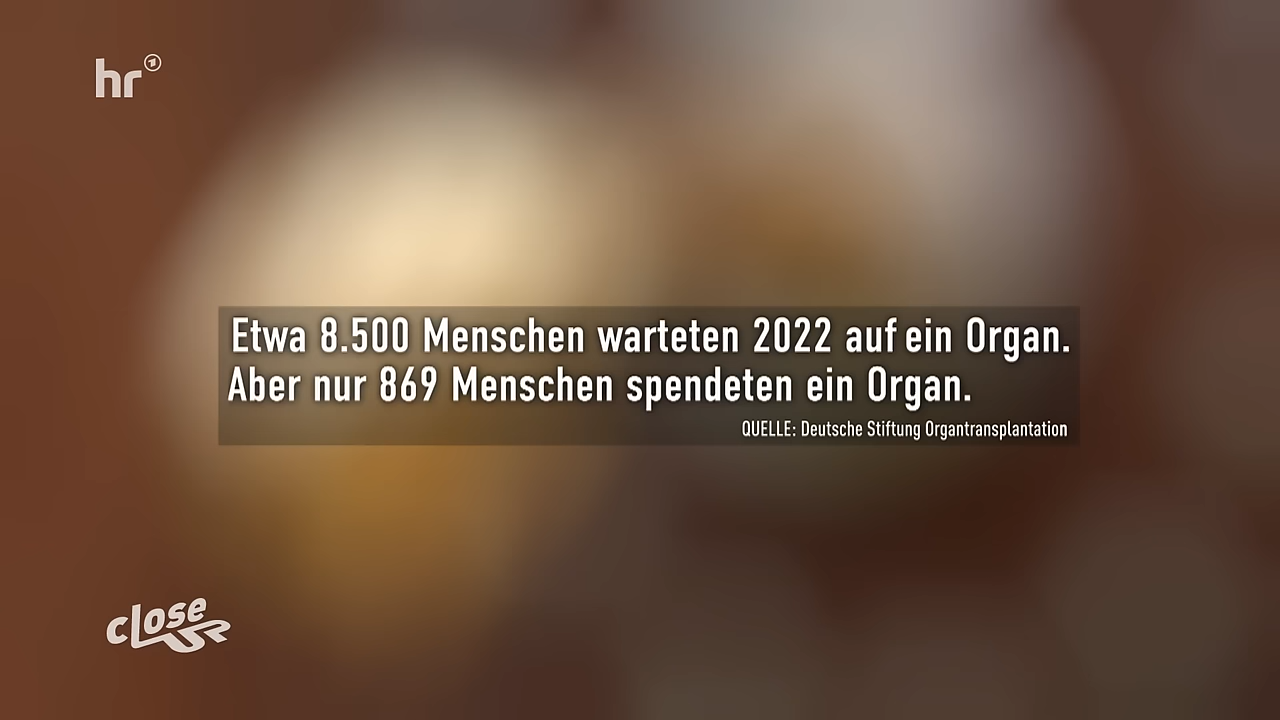 hr
Etwa 8.500 Menschen warteten 2022 auf ein Organ.
Aber nur 869 Menschen spendeten ein Organ.
QUELLE: Deutsche Stiftung Organtransplantation
close
UP